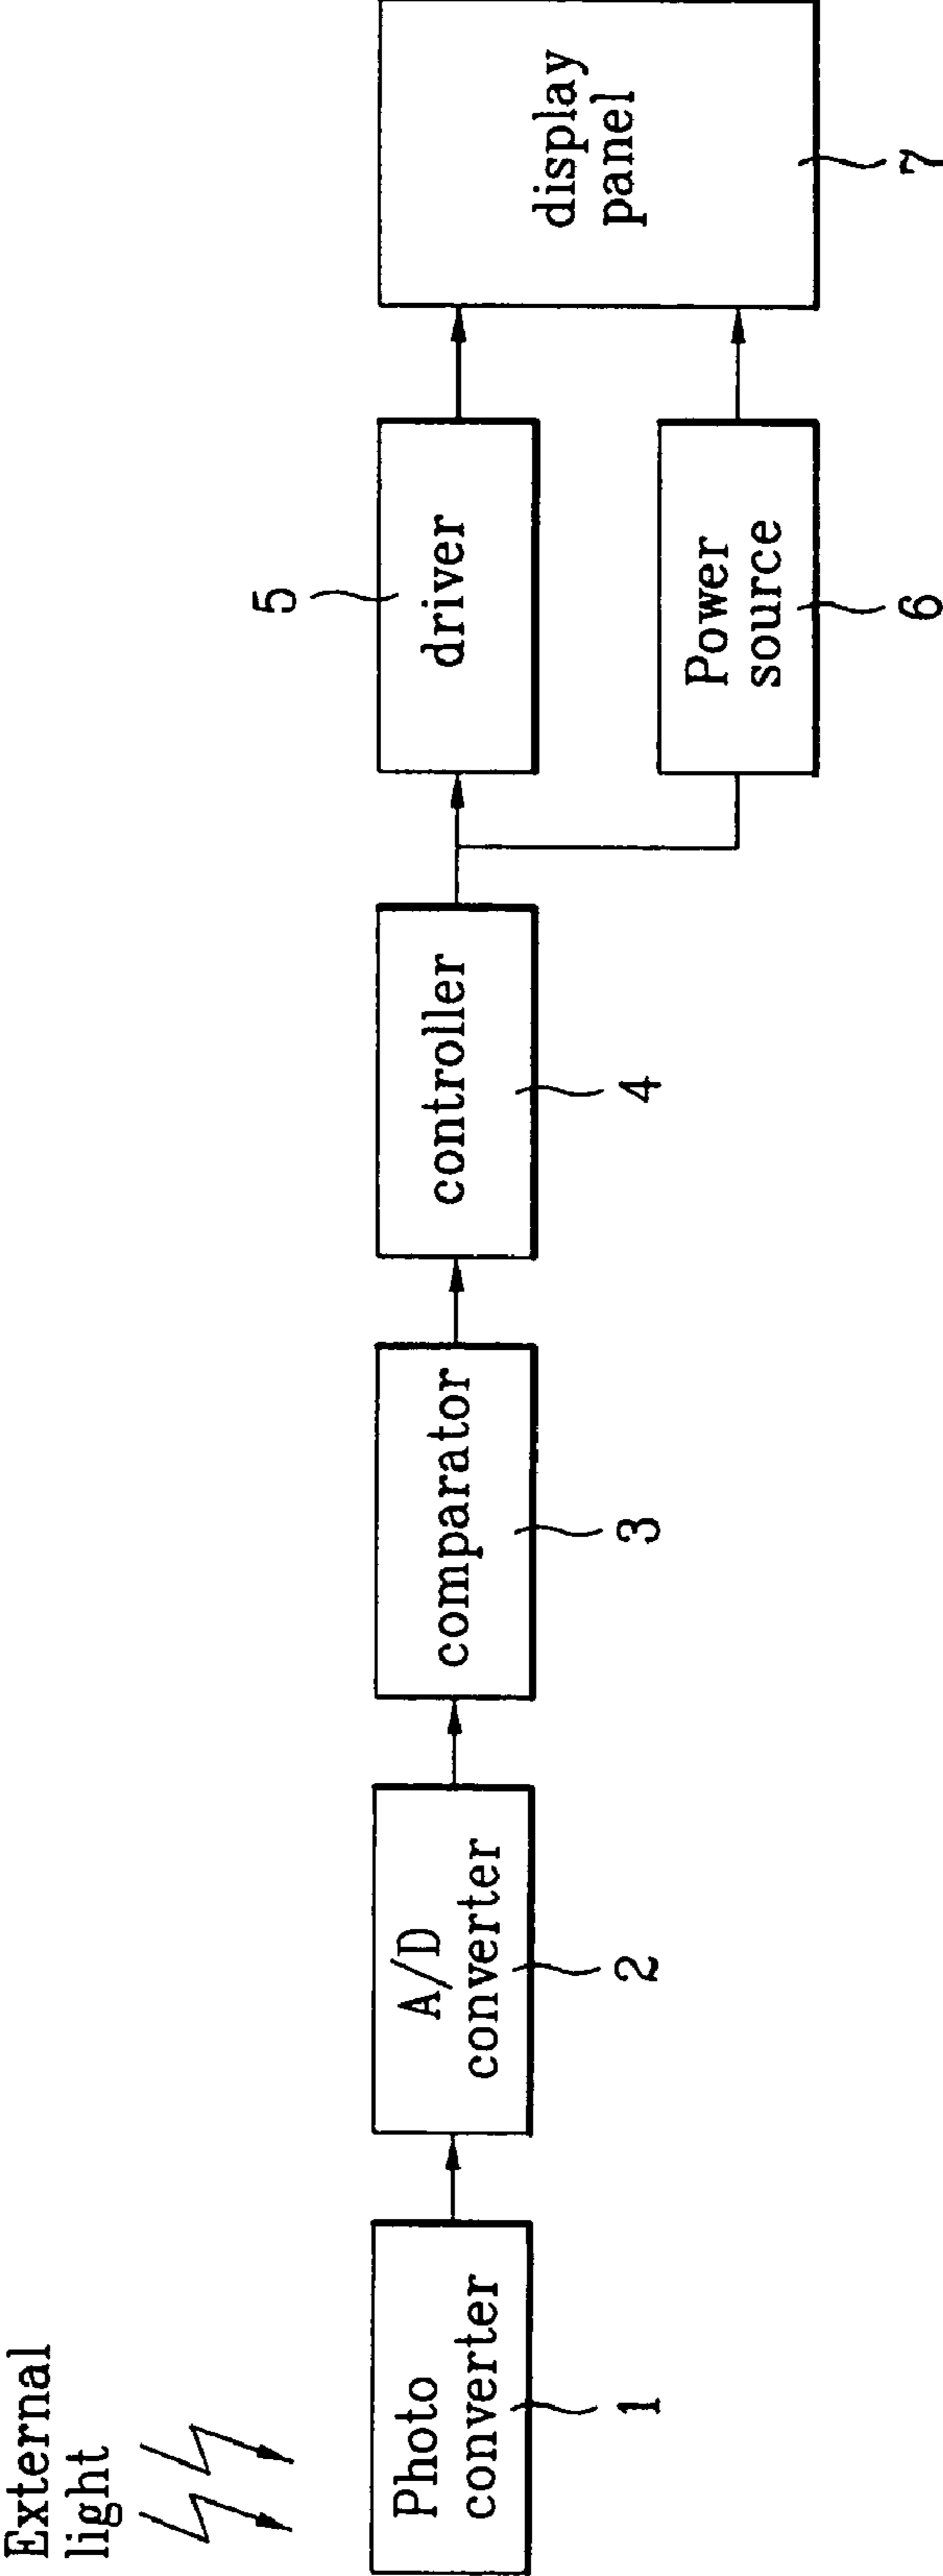 External
light
Photo
converter
1
A/D
converter
2
comparator
3
controller
4
5
driver
Power
source
6
display
panel
7